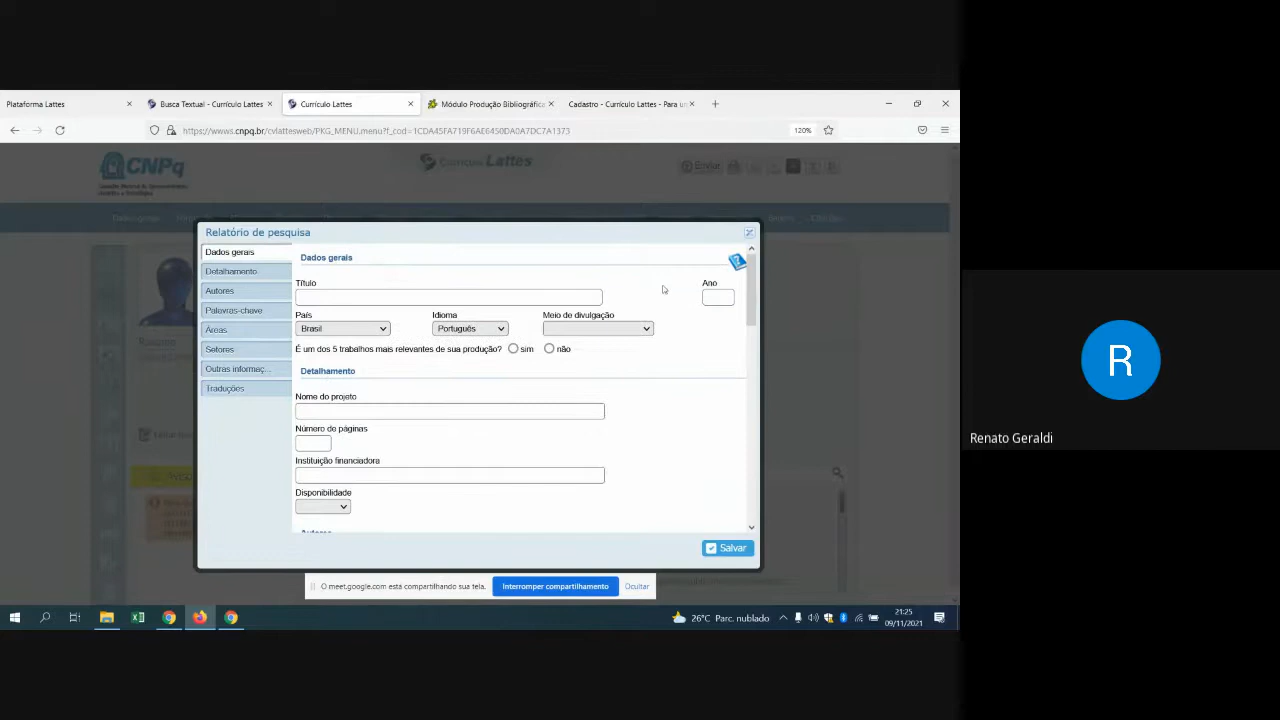 Plataforma Lattes
Busca Textual - Currículo Lattes
Currículo Lattes
Módulo Produção Bibliográfica
Cadastro - Currículo Lattes - Para u
https://wwws.cnpq.br/cvlattesweb/PKG_MENU.menu?f_cod=1CDA45FA719F6AE6450DA0A7DC7A1373
120%
CNPq
Currículo Lattes
Enviar
Relatório de pesquisa
Dados gerais
Detalhamento
Autores
Palavras-chave
Áreas
Setores
Outras informaç...
Traduções
Dados gerais
Título
Ano
País
Idioma
Meio de divulgação
Brasil
Português
É um dos 5 trabalhos mais relevantes de sua produção?
sim
não
Detalhamento
Nome do projeto
Número de páginas
Instituição financiadora
Disponibilidade
Salvar
O meet.google.com está compartilhando sua tela.
Interromper compartilhamento
Ocultar
26°C Parc. nublado
21:25
09/11/2021
R
Renato Geraldi